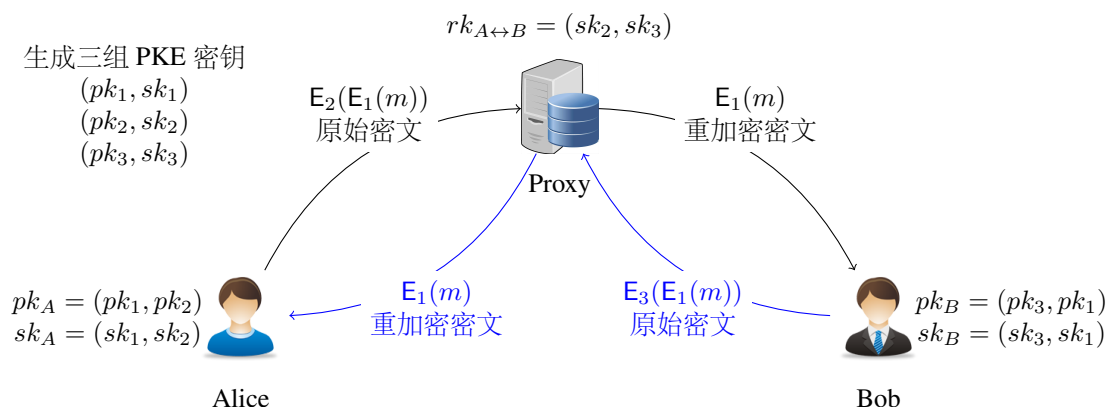 rk_{A↔B} = (sk_2, sk_3)
生成三组 PKE 密钥
(pk_1, sk_1)
(pk_2, sk_2)
(pk_3, sk_3)
E_2(E_1(m))
原始密文
E_1(m)
重加密密文
Proxy
E_1(m)
重加密密文
E_3(E_1(m))
原始密文
pk_A = (pk_1, pk_2)
sk_A = (sk_1, sk_2)
pk_B = (pk_3, pk_1)
sk_B = (sk_3, sk_1)
Alice
Bob